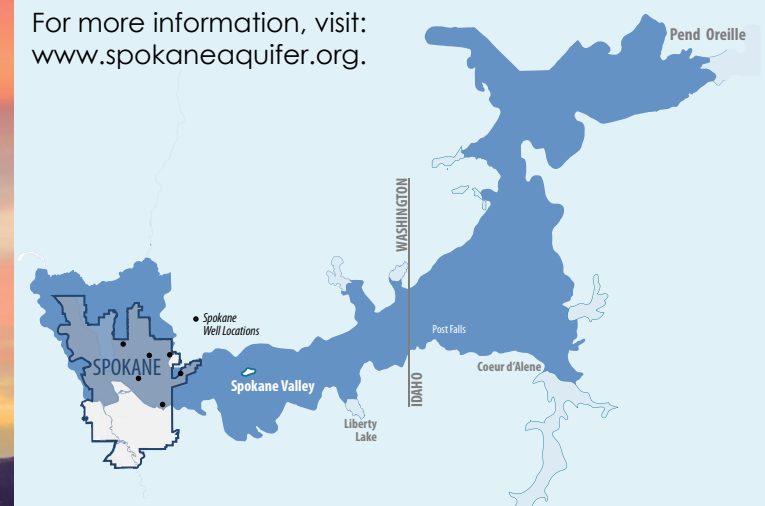 For more information, visit:
www.spokaneaquifer.org.
Pend Oreille
WASHINGTON
IDAHO
Spokane
Well Locations
Post Falls
SPOKANE
Coeur d'Alene
Spokane Valley
Liberty
Lake